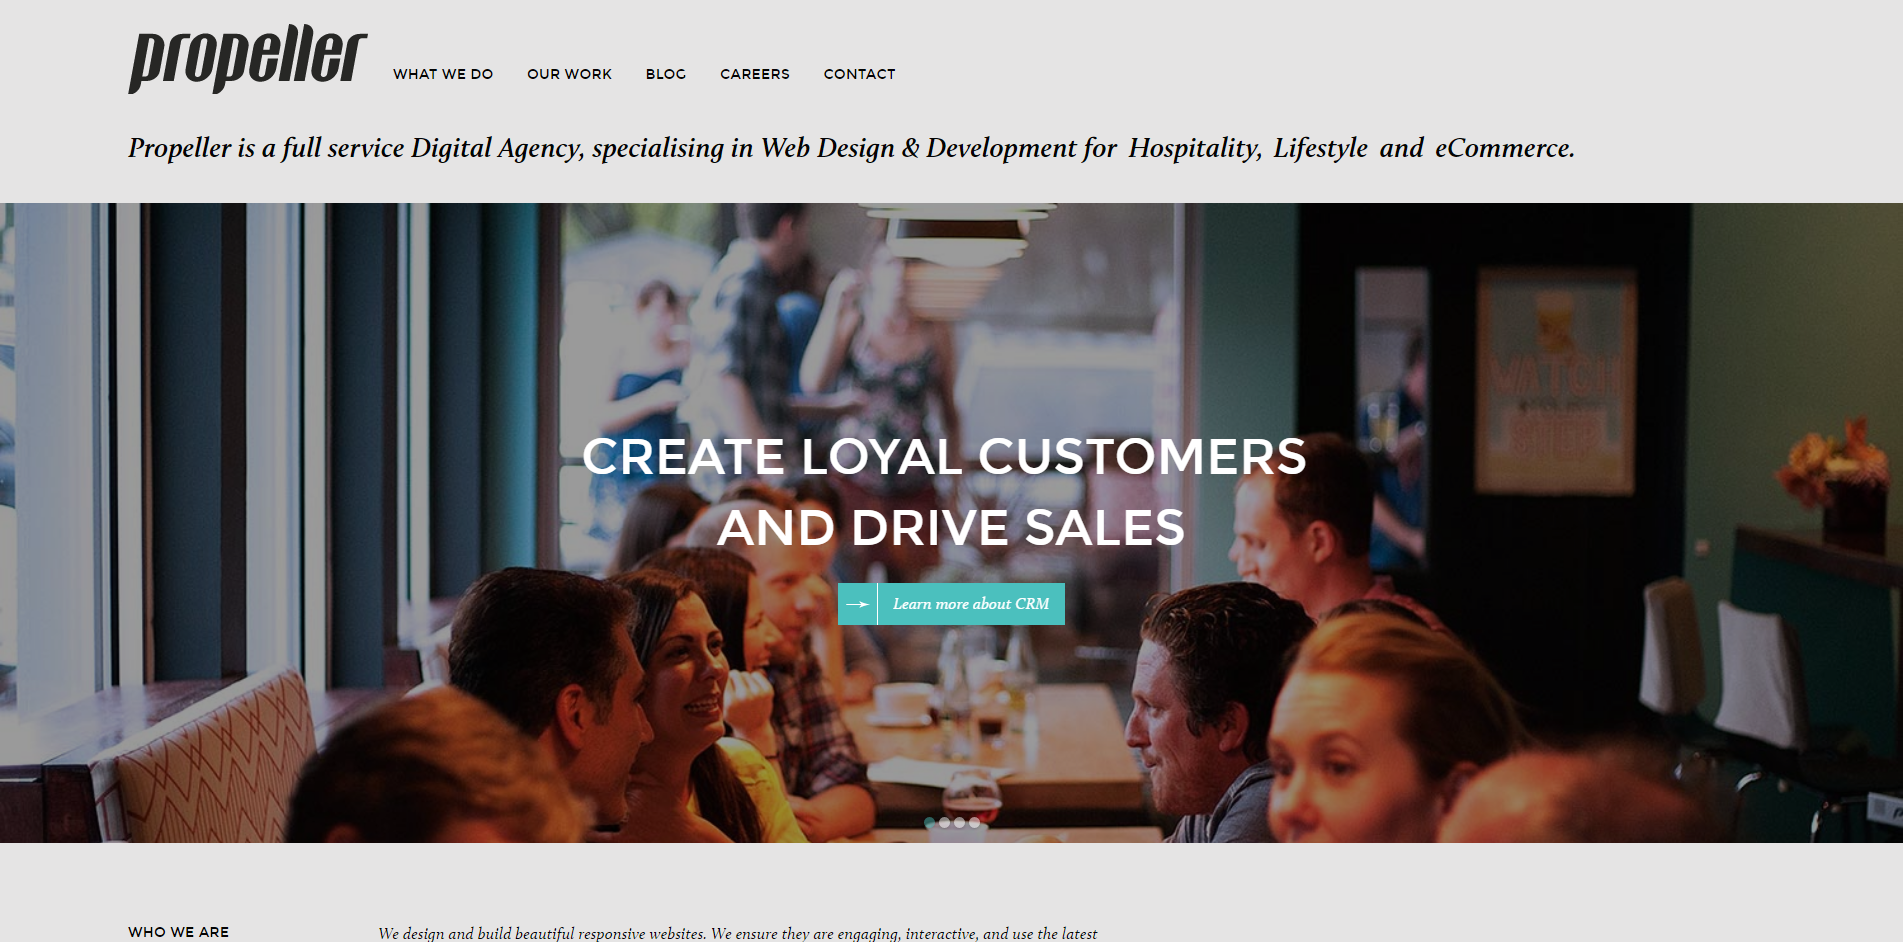 propeller
WHAT WE DO OUR WORK BLOG CAREERS CONTACT
Propeller is a full service Digital Agency, specialising in Web Design & Development for Hospitality, Lifestyle and eCommerce.
WATCH
CREATE LOYAL CUSTOMERS
AND DRIVE SALES
Learn more about CRM
WHO WE ARE
We design and build beautiful responsive websites. We ensure they are engaging, interactive, and use the latest